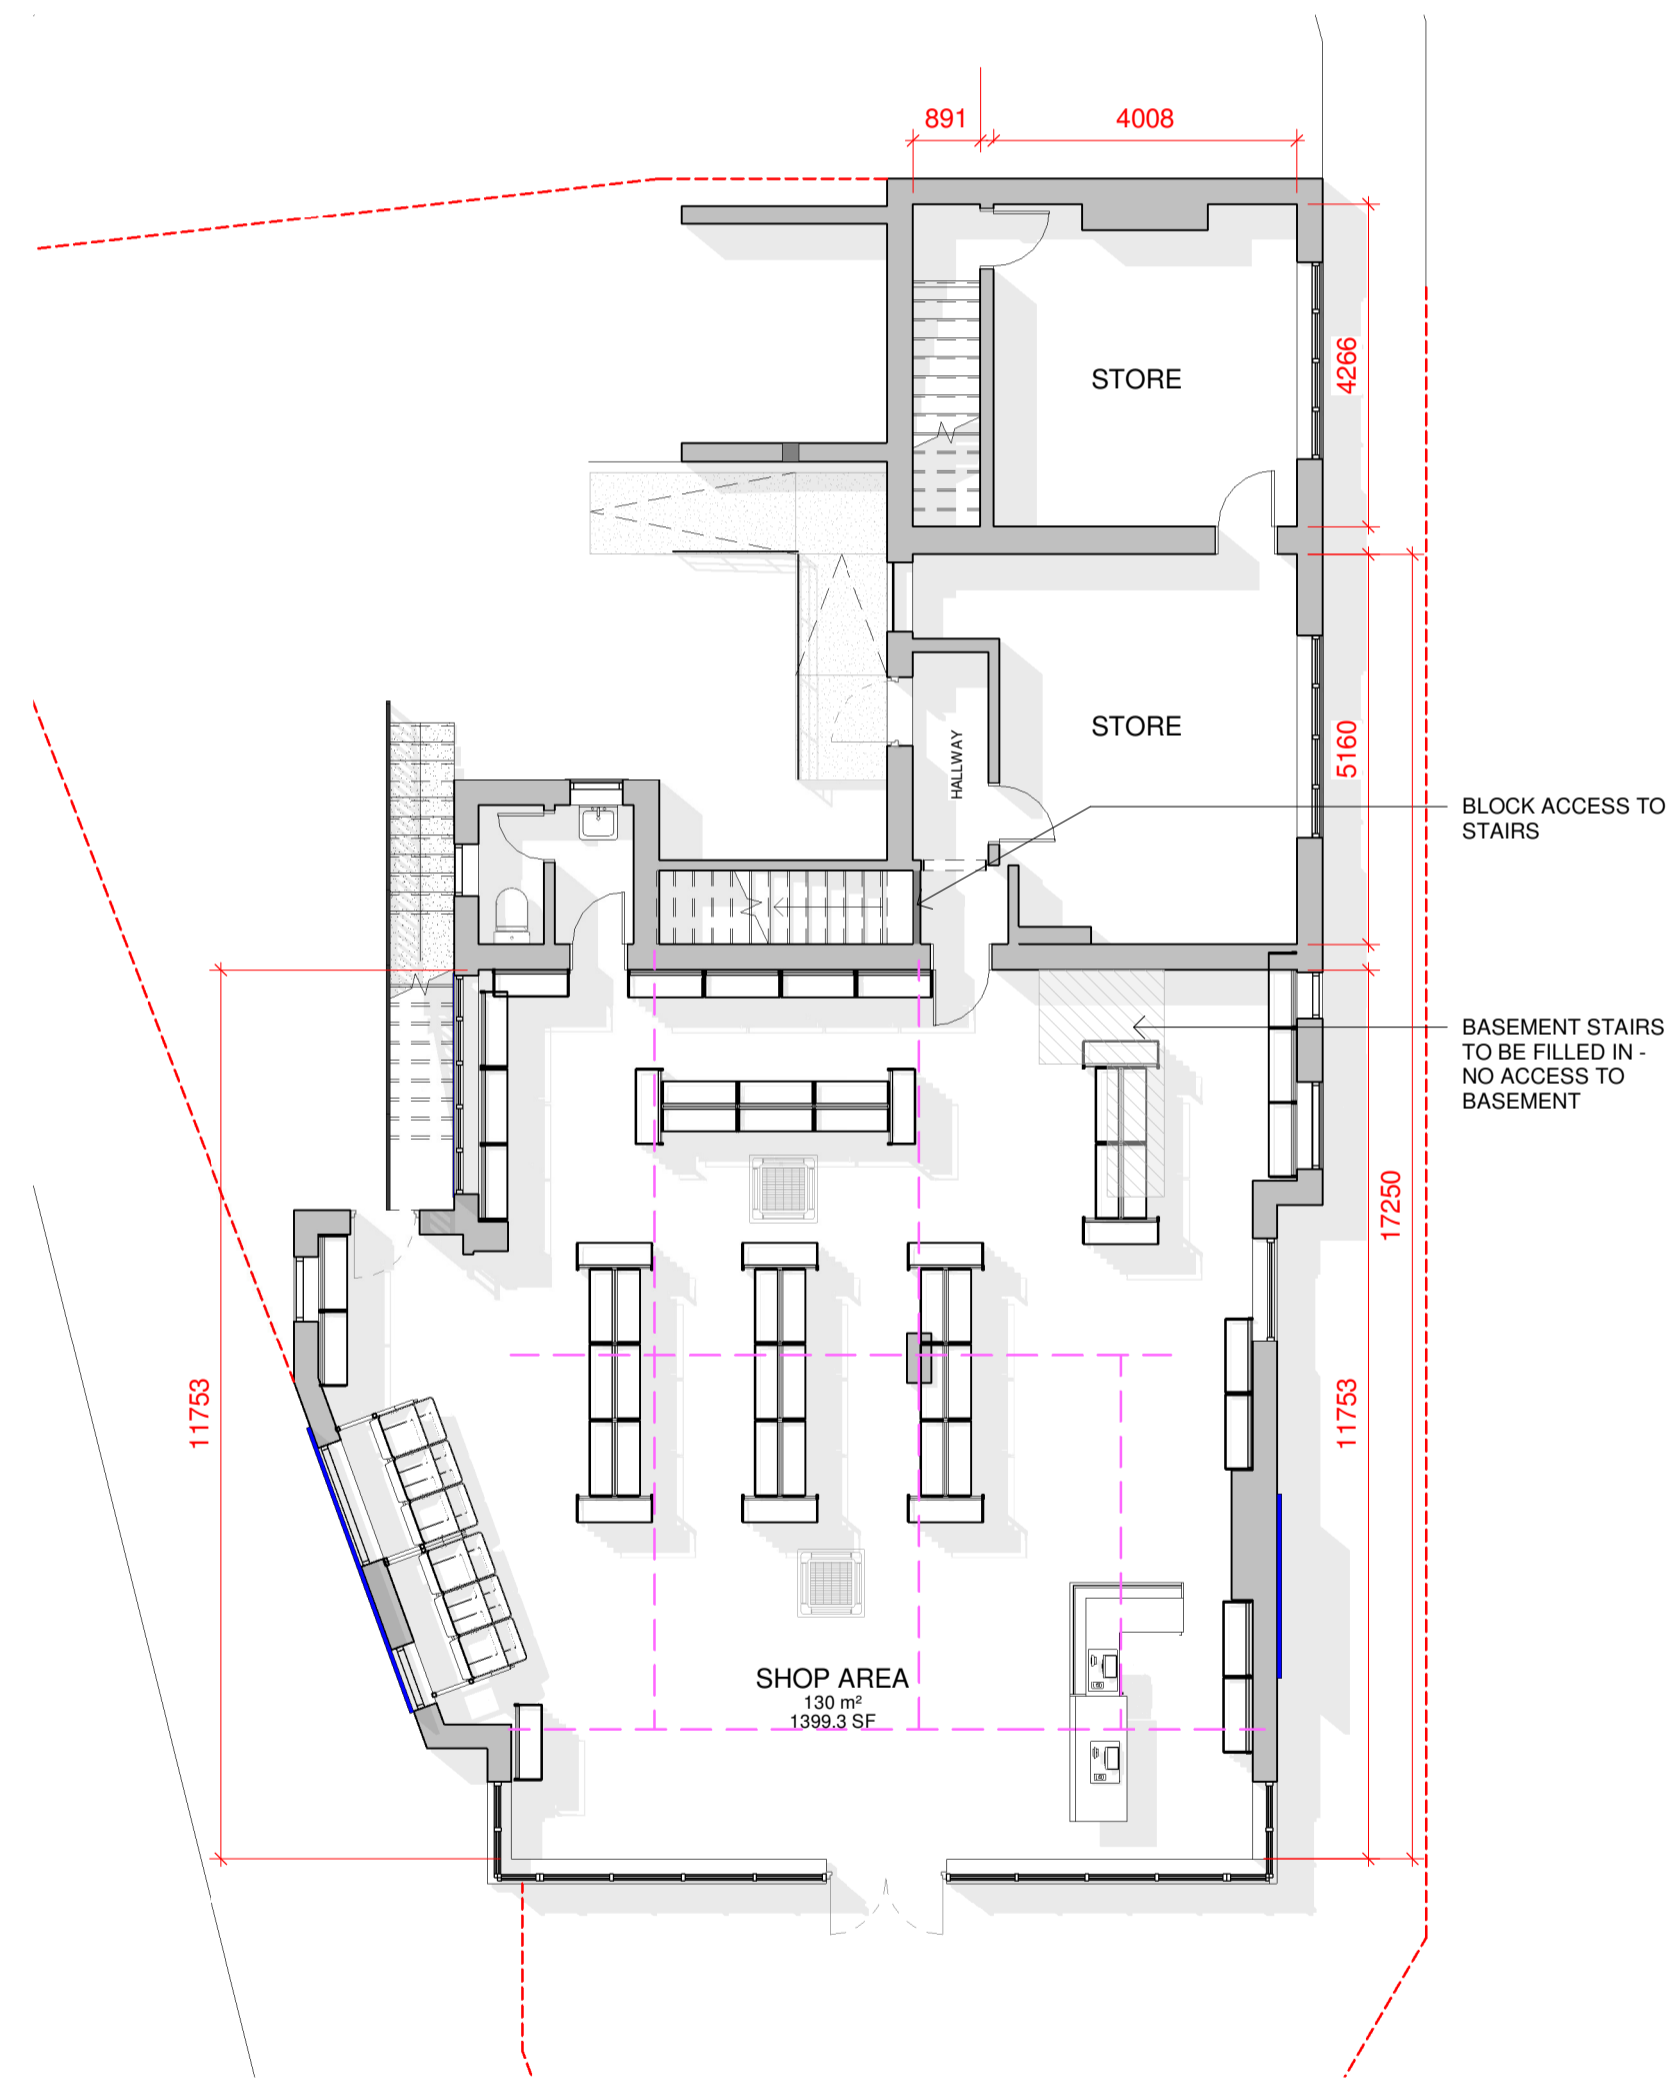 891
4008
4266
STORE
STORE
5160
HALLWAY
BLOCK ACCESS TO
STAIRS
BASEMENT STAIRS
TO BE FILLED IN -
NO ACCESS TO
BASEMENT
17250
11753
11753
SHOP AREA
130 m²
1399.3 SF